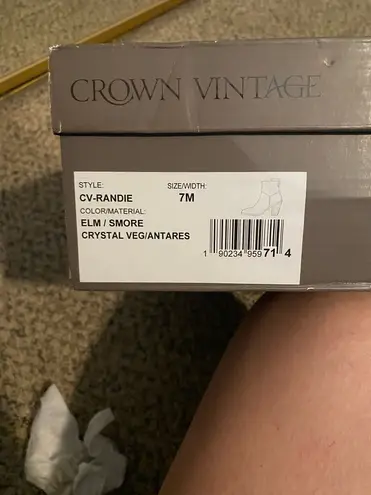 CROWN VINTAGE
STYLE: SIZE/WIDTH:
CV-RANDIE 7M
COLOR/MATERIAL:
ELM / SMORE
CRYSTAL VEG/ANTARES
1 90234 95971 4